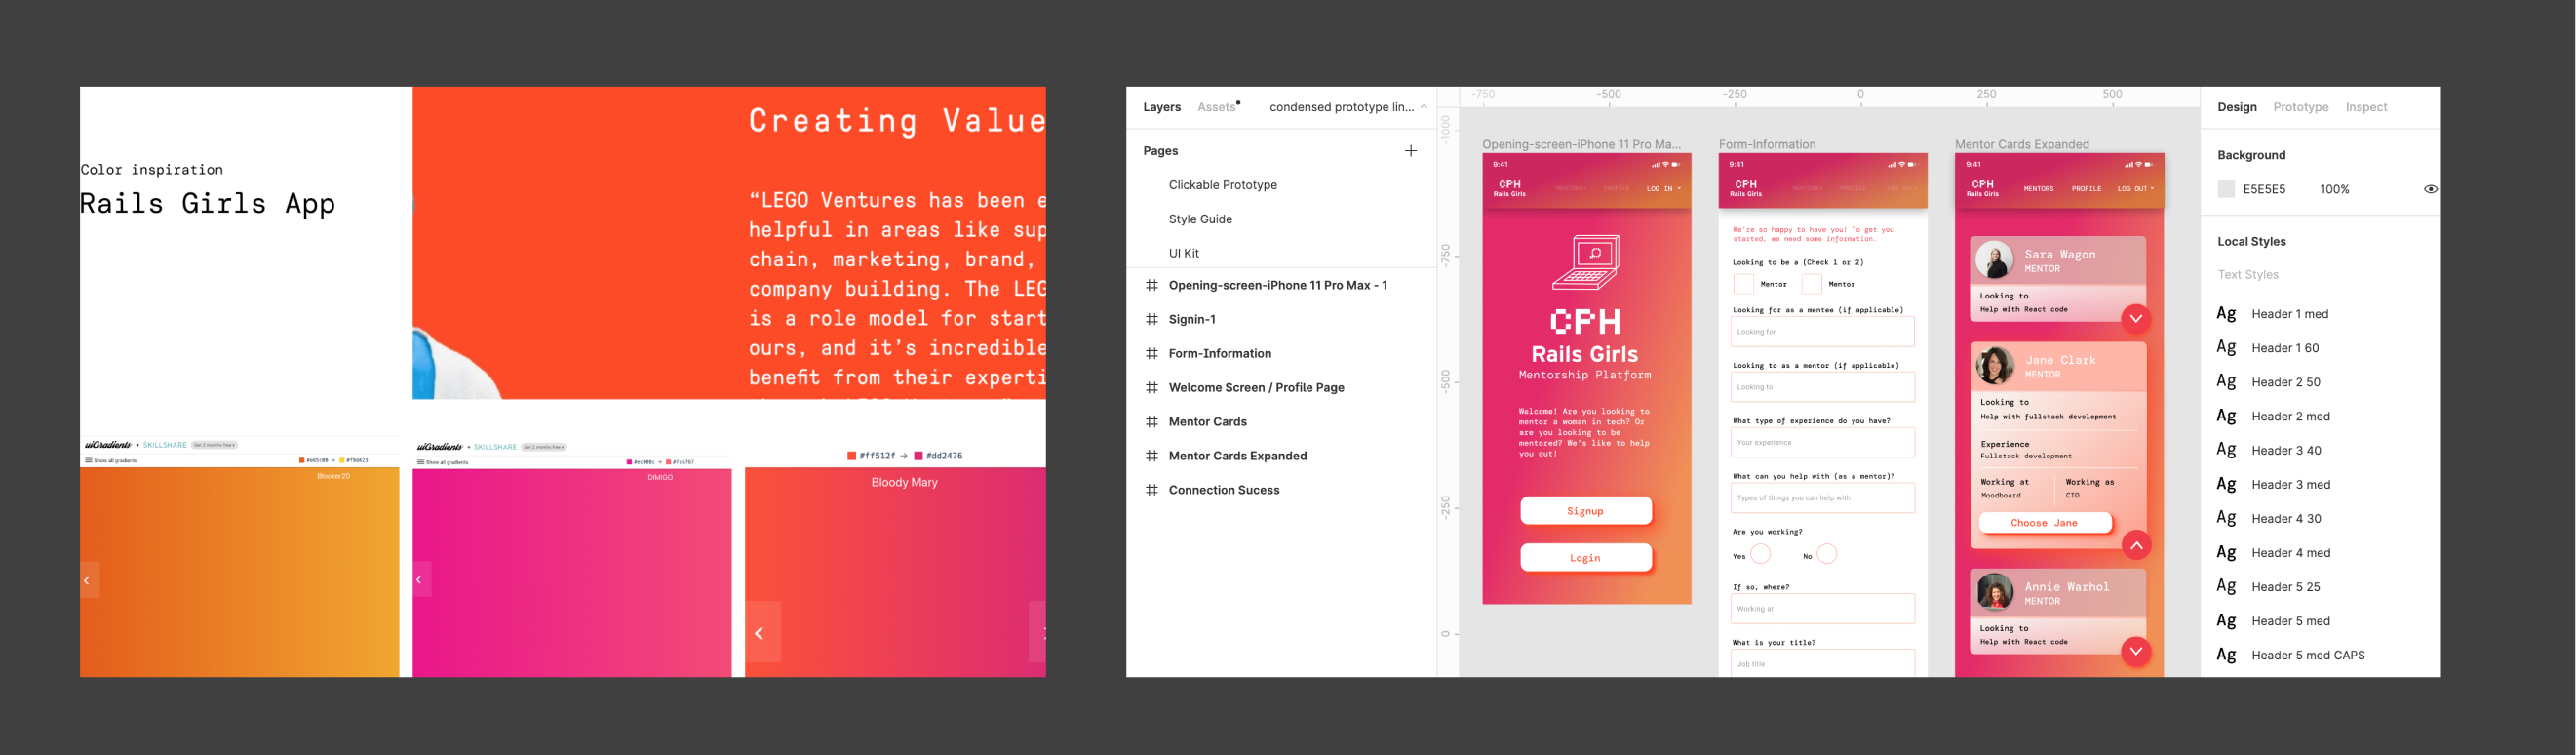 Color inspiration
Rails Girls App
Creating Value
“LEGO Ventures has been e
helpful in areas like sup
chain, marketing, brand,
company building. The LEG
is a role model for start
ours, and it’s incredible
benefit from their experti
uiGradients + SKILLSHARE Get 2 months free
Show all gradients
#e65c00 → #f9d423
Blooker20
uiGradients + SKILLSHARE Get 2 months free
Show all gradients
#ec008c → #fc6767
DIMIGO
#ff512f → #dd2476
Bloody Mary
Layers Assets condensed prototype lin...
Pages
Clickable Prototype
Style Guide
UI Kit
Opening-screen-iPhone 11 Pro Max - 1
Signin-1
Form-Information
Welcome Screen / Profile Page
Mentor Cards
Mentor Cards Expanded
Connection Sucess
-750 -500 -250 0 250 500
-1000
-750
-500
-250
0
Opening-screen-iPhone 11 Pro Ma...
9:41
CPH
Rails Girls
MENTORS PROFILE LOG IN
CPH
Rails Girls
Mentorship Platform
Welcome! Are you looking to
mentor a woman in tech? Or
are you looking to be
mentored? We’s like to help
you out!
Signup
Login
Form-Information
9:41
CPH
Rails Girls
MENTORS PROFILE LOG OUT
We’re so happy to have you! To get you
started, we need some information.
Looking to be a (Check 1 or 2)
Mentor Mentor
Looking for as a mentee (if applicable)
Looking for
Looking to as a mentor (if applicable)
Looking to
What type of experience do you have?
Your experience
What can you help with (as a mentor)?
Types of things you can help with
Are you working?
Yes No
If so, where?
Working at
What is your title?
Job title
Mentor Cards Expanded
9:41
CPH
Rails Girls
MENTORS PROFILE LOG OUT
Sara Wagon
MENTOR
Looking to
Help with React code
Jane Clark
MENTOR
Looking to
Help with fullstack development
Experience
Fullstack development
Working at Working as
Moodboard CTO
Choose Jane
Annie Warhol
MENTOR
Looking to
Help with React code
Design Prototype Inspect
Background
E5E5E5 100%
Local Styles
Text Styles
Ag Header 1 med
Ag Header 1 60
Ag Header 2 50
Ag Header 2 med
Ag Header 3 40
Ag Header 3 med
Ag Header 4 30
Ag Header 4 med
Ag Header 5 25
Ag Header 5 med
Ag Header 5 med CAPS